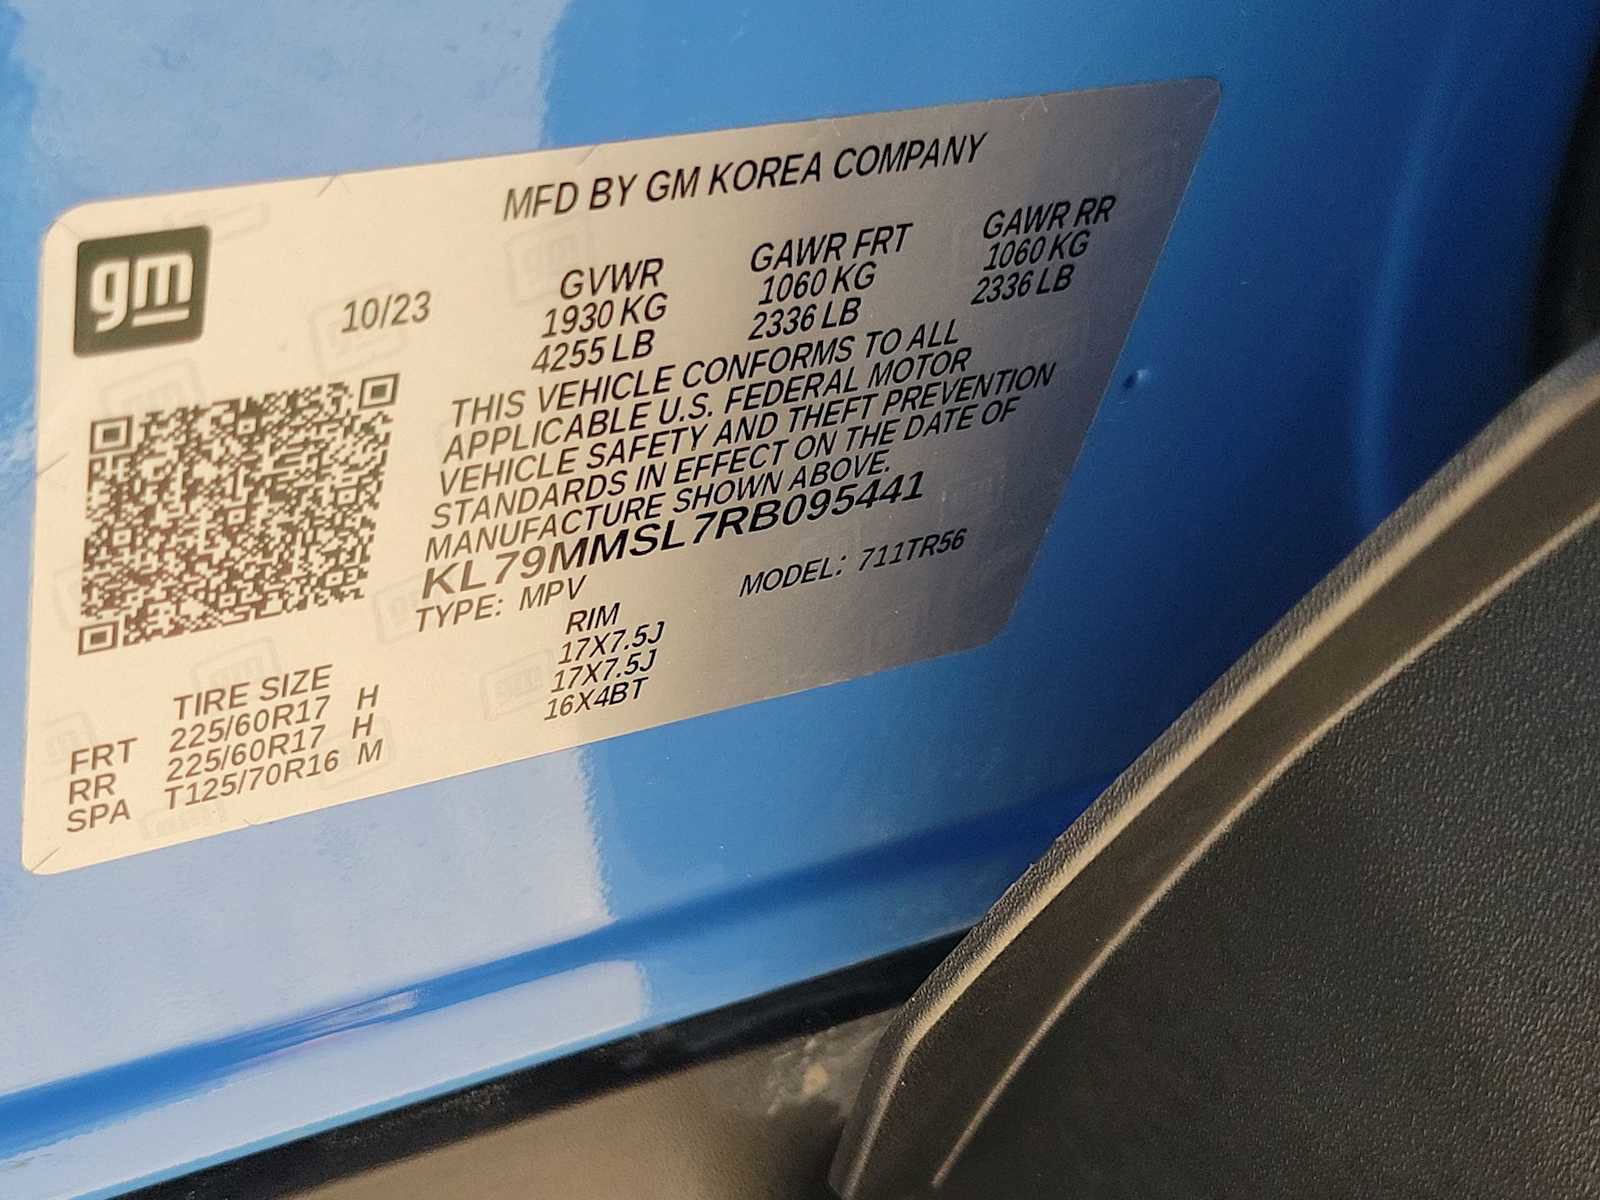 MFD BY GM KOREA COMPANY
gm
10/23
GVWR GAWR FRT GAWR RR
1930 KG 1060 KG 1060 KG
4255 LB 2336 LB 2336 LB
THIS VEHICLE CONFORMS TO ALL
APPLICABLE U.S. FEDERAL MOTOR
VEHICLE SAFETY AND THEFT PREVENTION
STANDARDS IN EFFECT ON THE DATE OF
MANUFACTURE SHOWN ABOVE.
KL79MMSL7RB095441
TYPE: MPV MODEL: 711TR56
TIRE SIZE RIM
FRT 225/60R17 H 17X7.5J
RR 225/60R17 H 17X7.5J
SPA T125/70R16 M 16X4BT